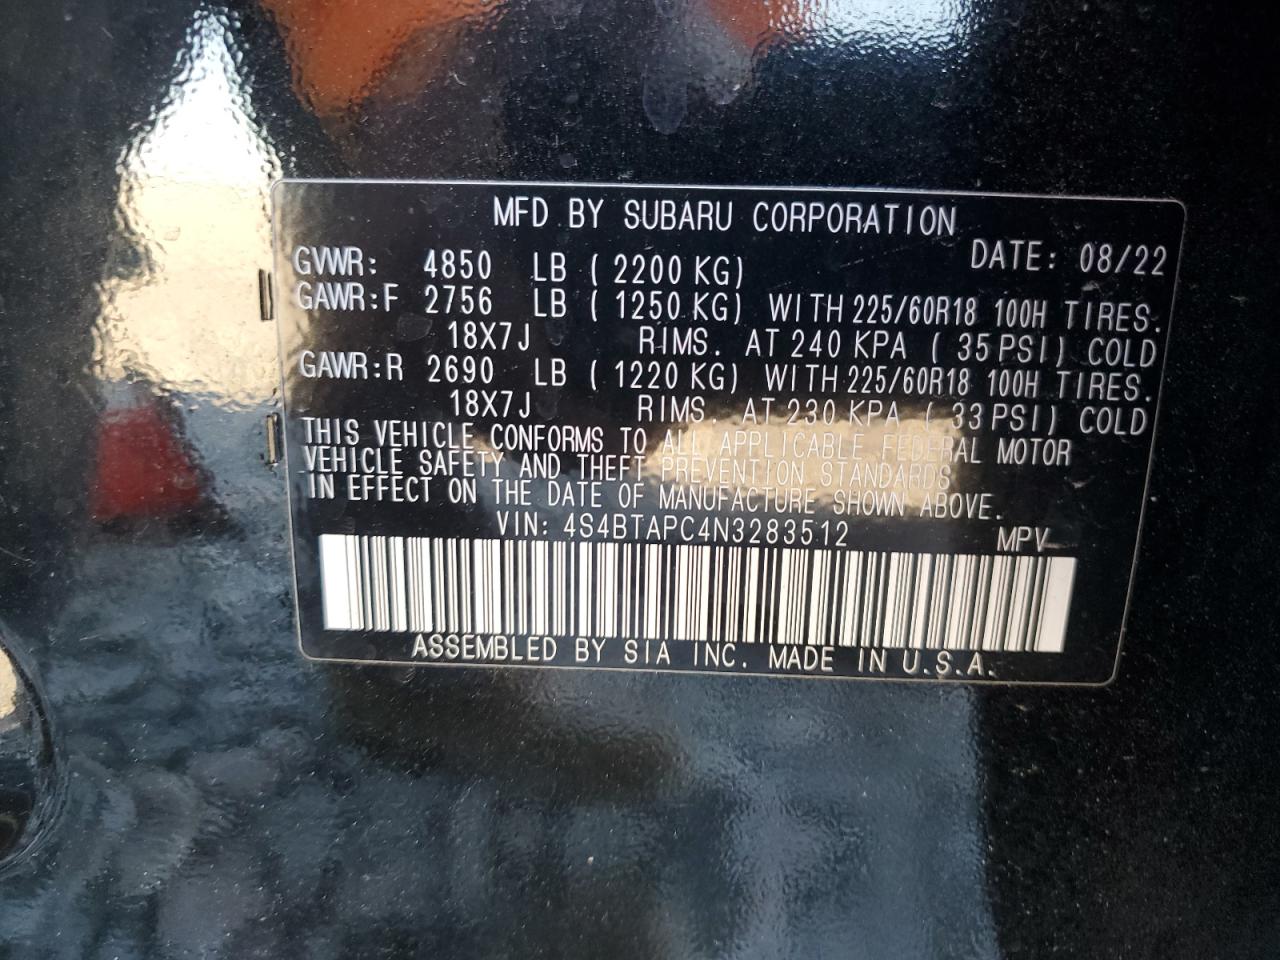 MFD BY SUBARU CORPORATION
DATE: 08/22
GVWR: 4850 LB ( 2200 KG)
GAWR:F 2756 LB ( 1250 KG) WITH 225/60R18 100H TIRES.
18X7J RIMS. AT 240 KPA ( 35 PSI) COLD
GAWR:R 2690 LB ( 1220 KG) WITH 225/60R18 100H TIRES.
18X7J RIMS. AT 230 KPA ( 33 PSI) COLD
THIS VEHICLE CONFORMS TO ALL APPLICABLE FEDERAL MOTOR
VEHICLE SAFETY AND THEFT PREVENTION STANDARDS
IN EFFECT ON THE DATE OF MANUFACTURE SHOWN ABOVE.
VIN: 4S4BTAPC4N3283512 MPV
ASSEMBLED BY SIA INC. MADE IN U.S.A.